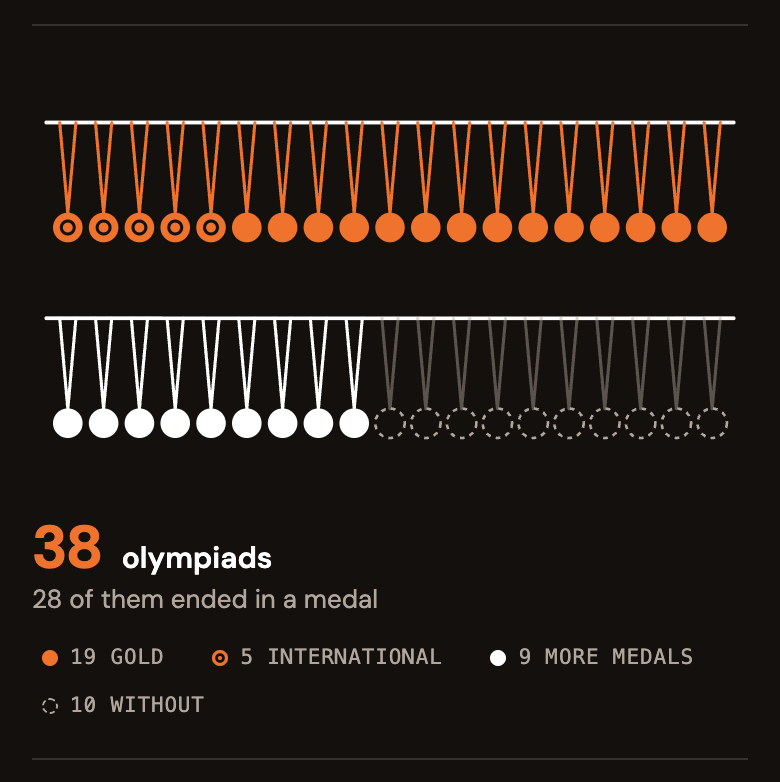 38 olympiads
28 of them ended in a medal
19 GOLD 5 INTERNATIONAL 9 MORE MEDALS
10 WITHOUT